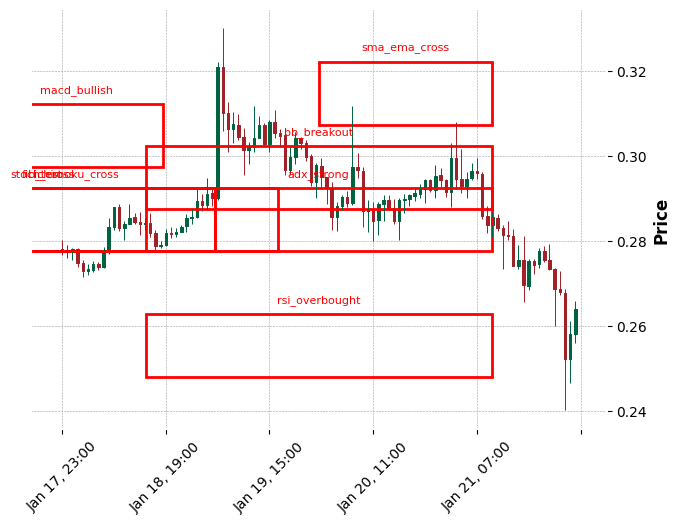 sma_ema_cross
macd_bullish
bb_breakout
adx_strong
rsi_overbought
0.32
0.30
0.28
0.26
0.24
Price
Jan 17, 23:00
Jan 18, 19:00
Jan 19, 15:00
Jan 20, 11:00
Jan 21, 07:00